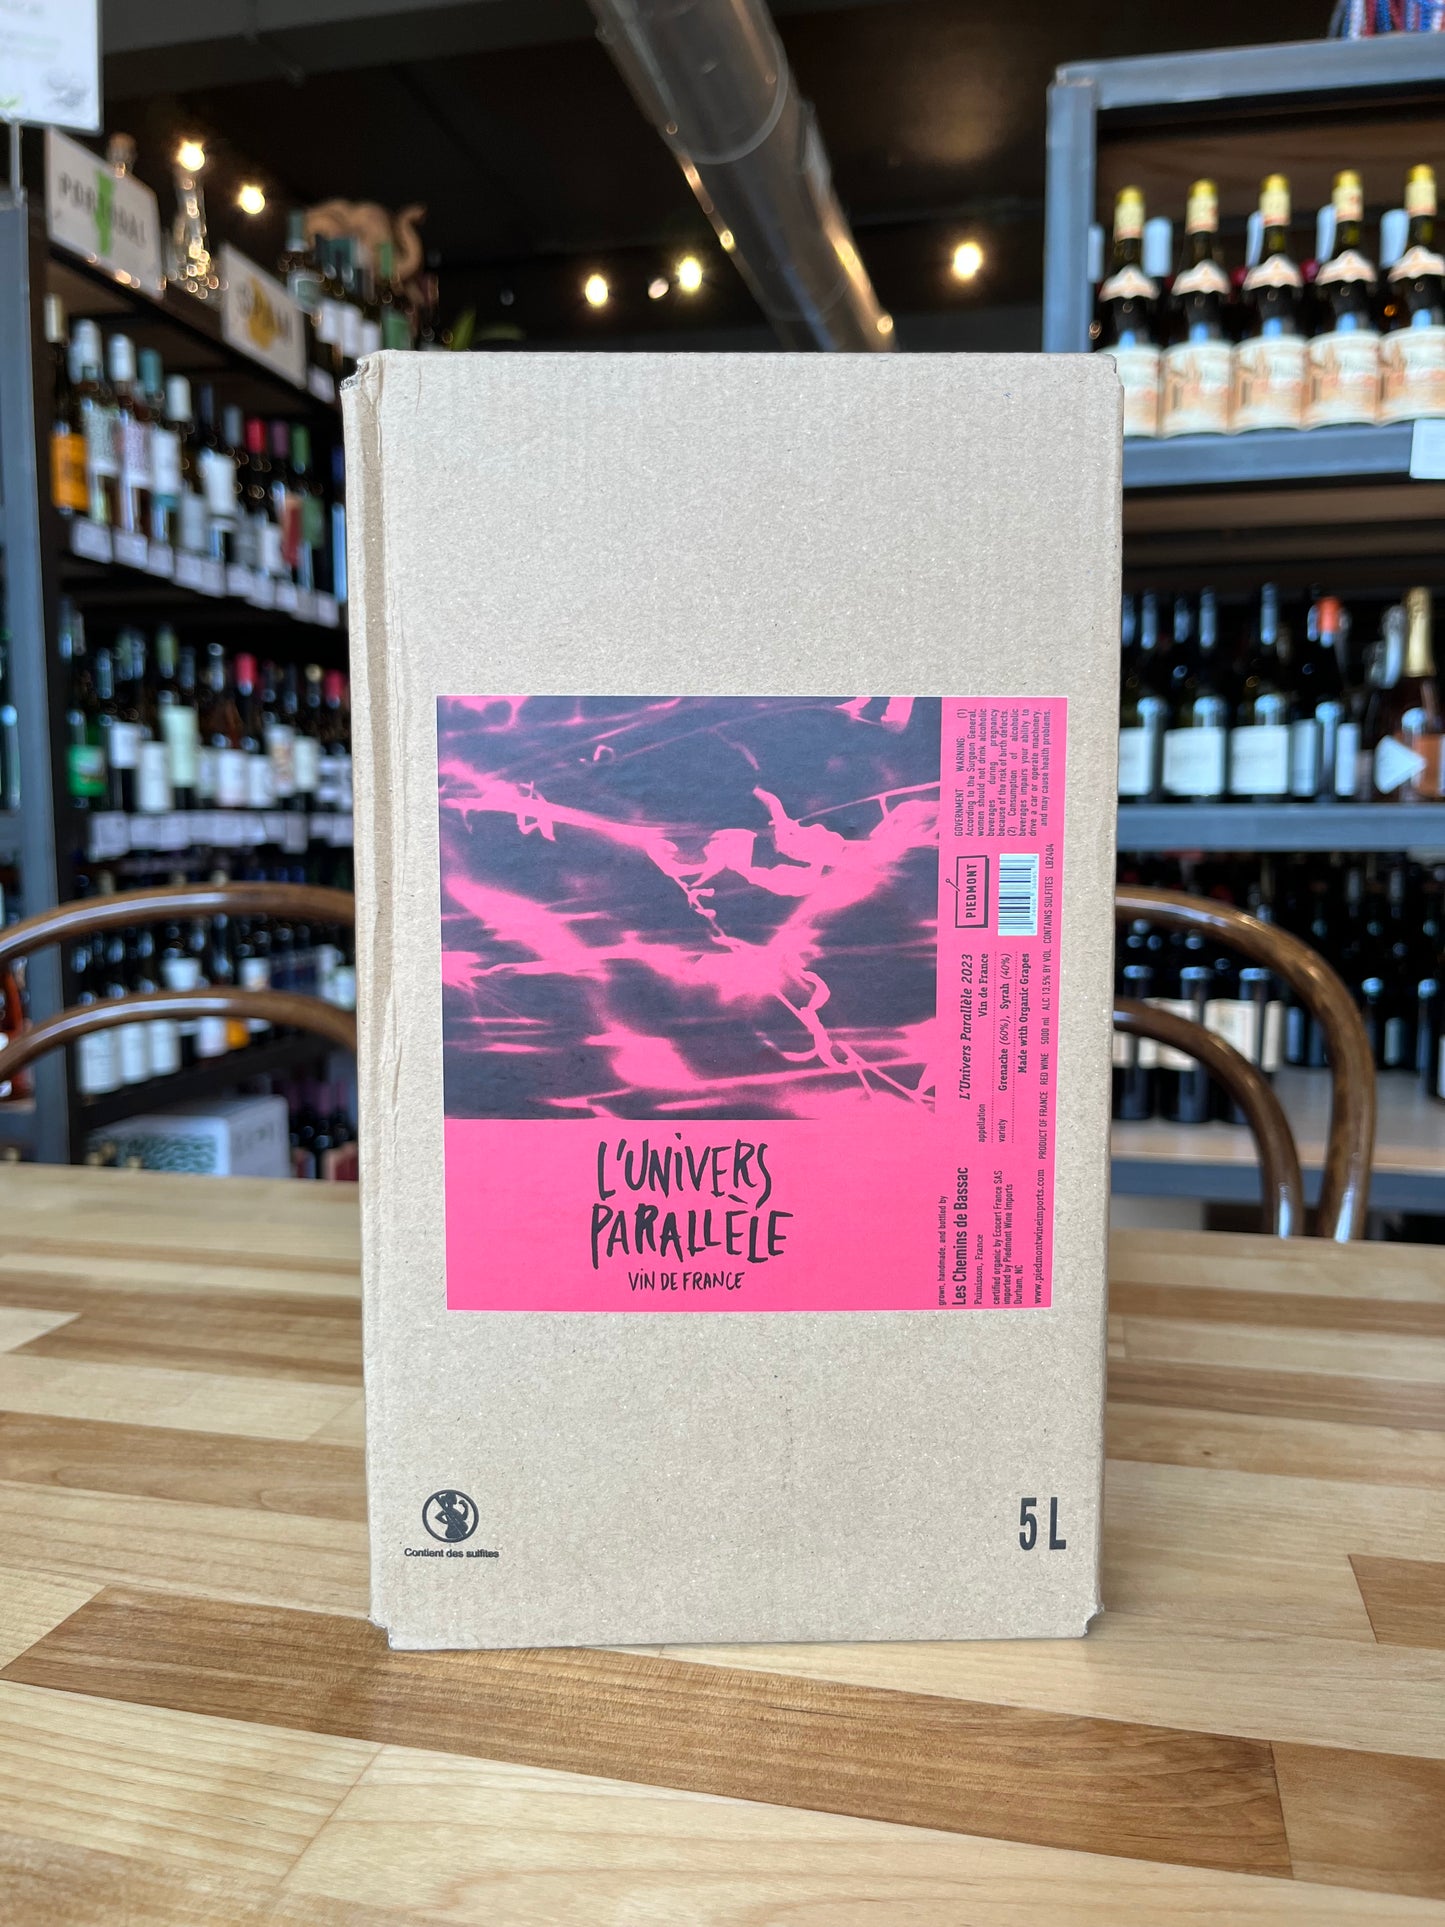 PORTUGAL
L'UNIVERS
PARALLÈLE
VIN DE FRANCE
GOVERNMENT WARNING: (1)
According to the Surgeon General,
women should not drink alcoholic
beverages during pregnancy
because of the risk of birth defects.
(2) Consumption of alcoholic
beverages impairs your ability to
drive a car or operate machinery,
and may cause health problems.
PIEDMONT
L'Univers Parallèle 2023
appellation Vin de France
variety Grenache (60%), Syrah (40%)
Made with Organic Grapes
PRODUCT OF FRANCE RED WINE 5000 ml ALC 13.5% BY VOL CONTAINS SULFITES LB2404
grown, handmade, and bottled by
Les Chemins de Bassac
Puimisson, France
certified organic by Ecocert France SAS
imported by Piedmont Wine Imports
Durham, NC
www.piedmontwineimports.com
Contient des sulfites
5 L